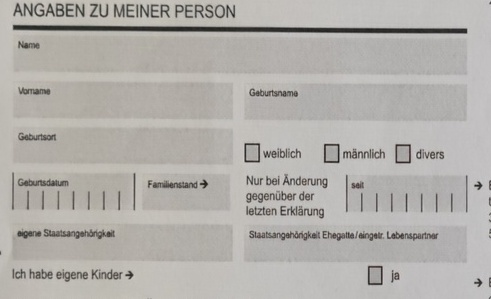 ANGABEN ZU MEINER PERSON
Name
Vorname
Geburtsname
Geburtsort
weiblich männlich divers
Geburtsdatum
Familienstand →
Nur bei Änderung
gegenüber der
letzten Erklärung
seit
→
eigene Staatsangehörigkeit
Staatsangehörigkeit Ehegatte/eingetr. Lebenspartner
Ich habe eigene Kinder →
ja
→